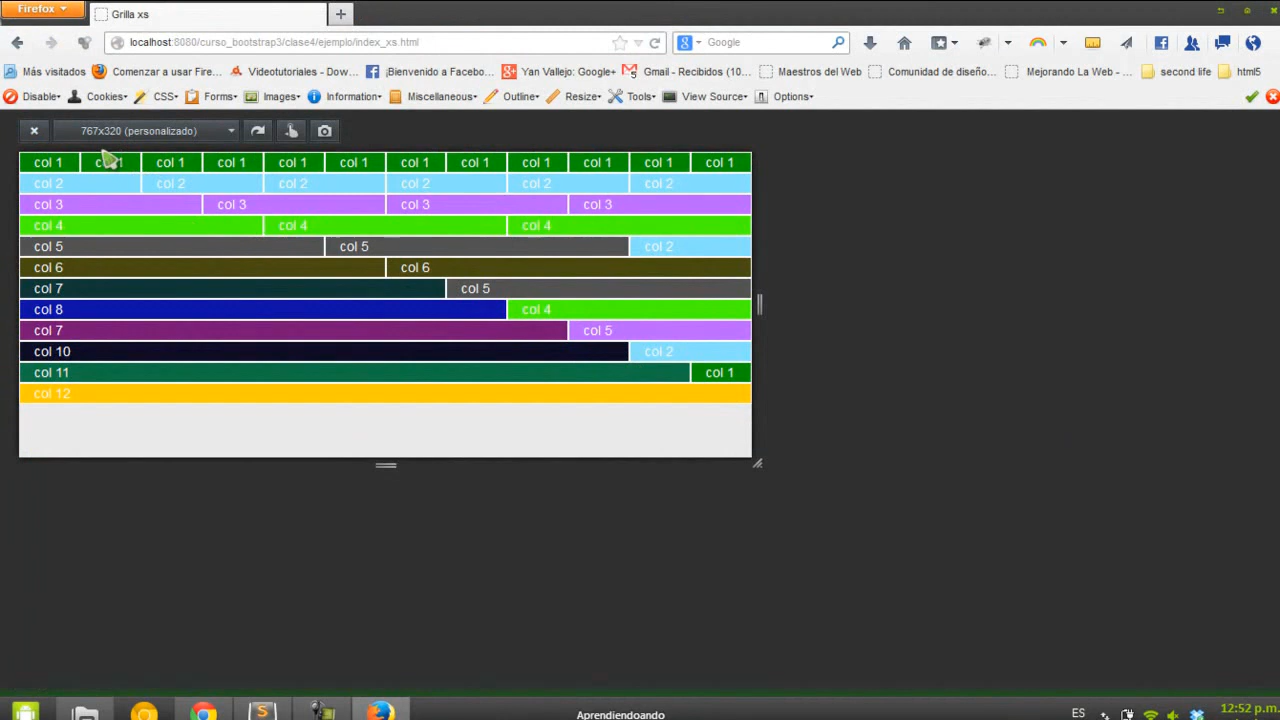 Firefox
Grilla xs
localhost:8080/curso_bootstrap3/clase4/ejemplo/index_xs.html
Google
Más visitados Comenzar a usar Fire... Videotutoriales - Dow... ¡Bienvenido a Facebo... Yan Vallejo: Google+ Gmail - Recibidos (10... Maestros del Web Comunidad de diseño... Mejorando La Web - ... second life html5
Disable Cookies CSS Forms Images Information Miscellaneous Outline Resize Tools View Source Options
767x320 (personalizado)
col 1 col 1 col 1 col 1 col 1 col 1 col 1 col 1 col 1 col 1 col 1 col 1
col 2 col 2 col 2 col 2 col 2 col 2
col 3 col 3 col 3 col 3
col 4 col 4 col 4
col 5 col 5 col 2
col 6 col 6
col 7 col 5
col 8 col 4
col 7 col 5
col 10 col 2
col 11 col 1
col 12
Aprendiendoando
ES
12:52 p.m.